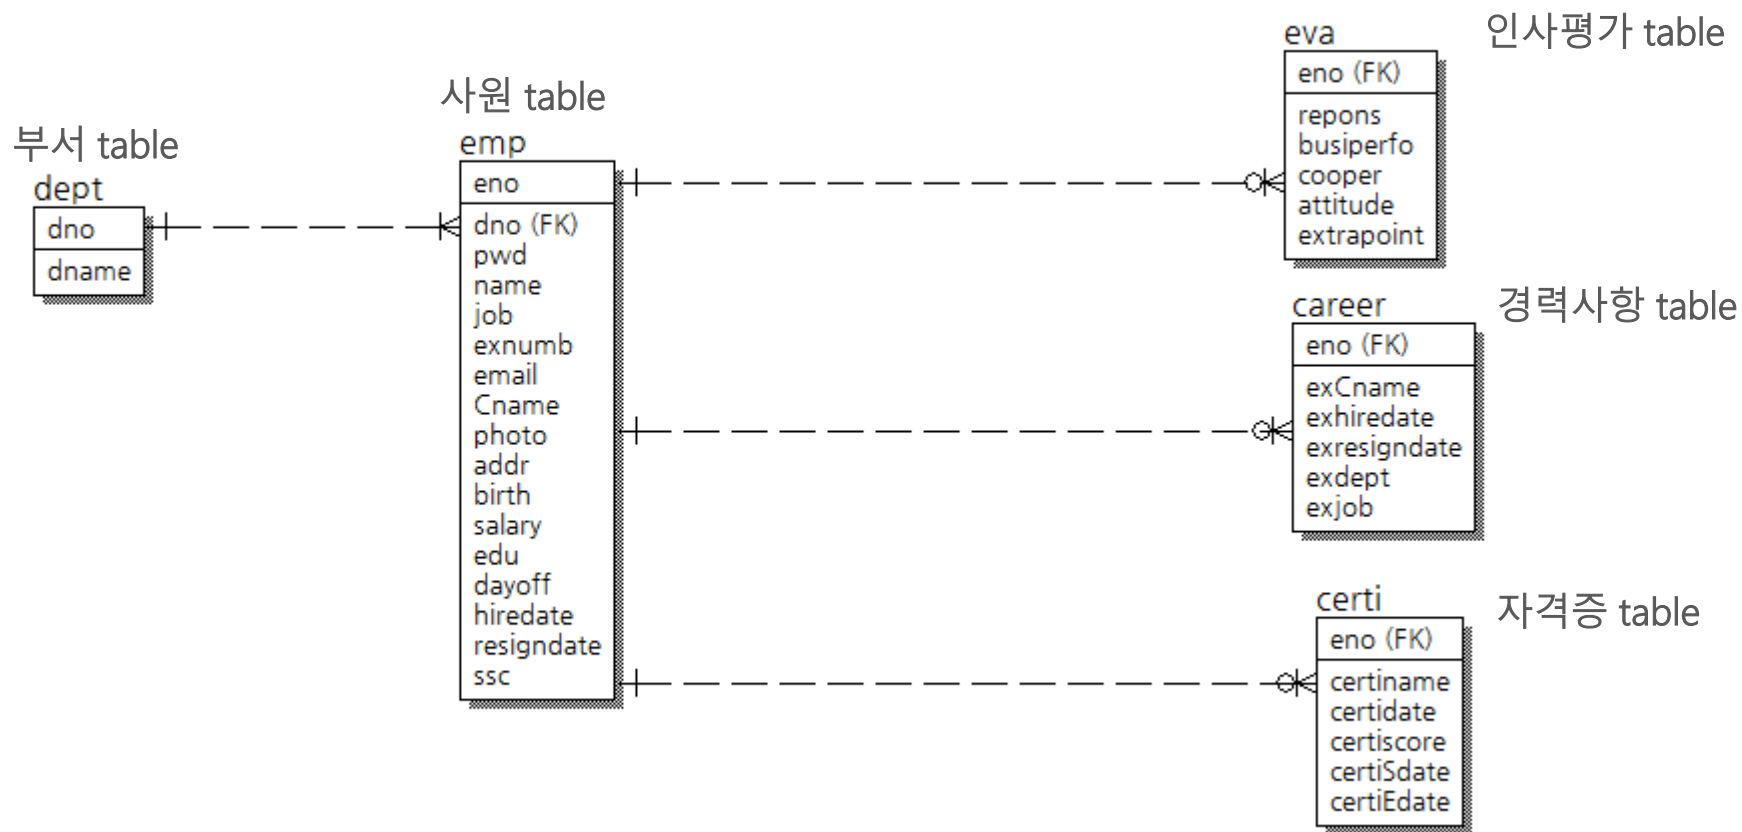 부서 table
dept
dno
dname
사원 table
emp
eno
dno (FK)
pwd
name
job
exnumb
email
Cname
photo
addr
birth
salary
edu
dayoff
hiredate
resigndate
ssc
인사평가 table
eva
eno (FK)
repons
busiperfo
cooper
attitude
extrapoint
경력사항 table
career
eno (FK)
exCname
exhiredate
exresigndate
exdept
exjob
자격증 table
certi
eno (FK)
certiname
certidate
certiscore
certiSdate
certiEdate